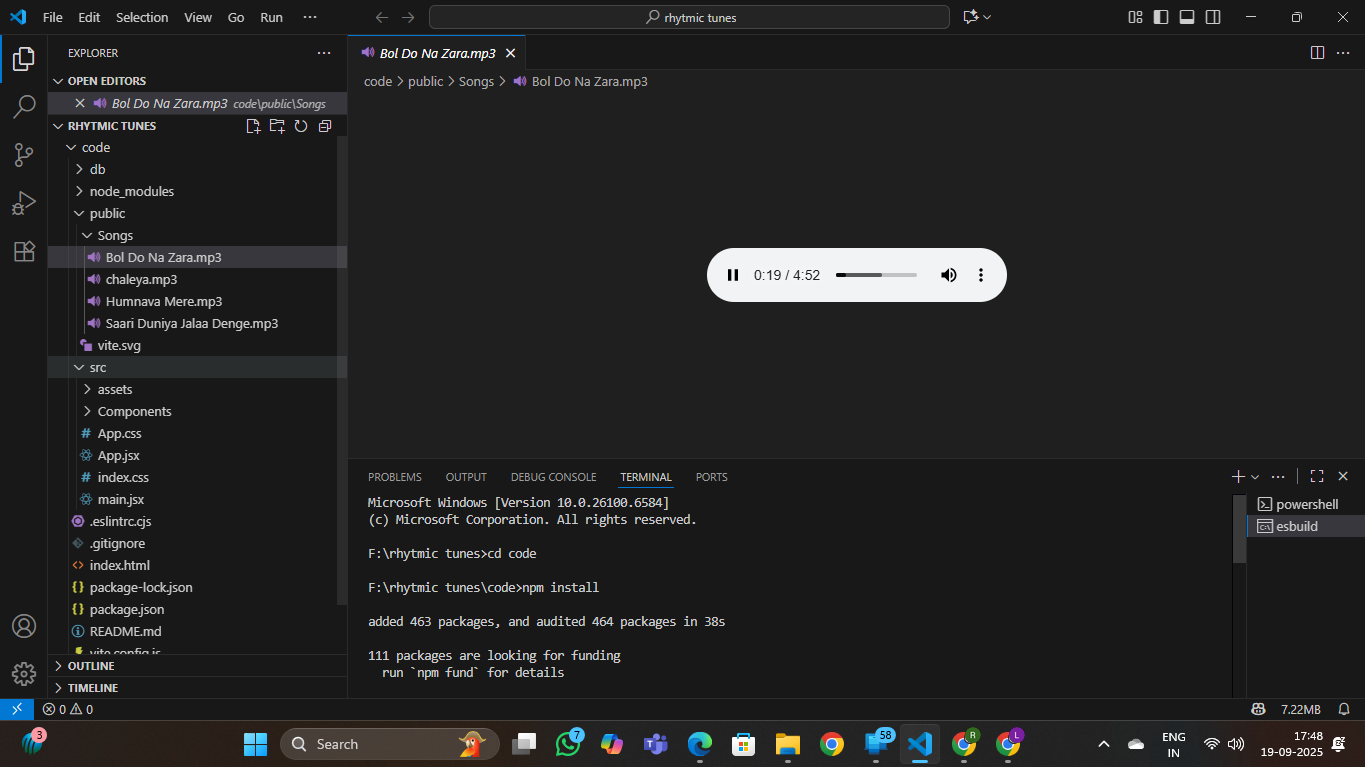 File Edit Selection View Go Run ···
rhytmic tunes
EXPLORER
OPEN EDITORS
Bol Do Na Zara.mp3 code\public\Songs
RHYTMIC TUNES
code
db
node_modules
public
Songs
Bol Do Na Zara.mp3
chaleya.mp3
Humnava Mere.mp3
Saari Duniya Jalaa Denge.mp3
vite.svg
src
assets
Components
App.css
App.jsx
index.css
main.jsx
.eslintrc.cjs
.gitignore
index.html
package-lock.json
package.json
README.md
vite.config.js
OUTLINE
TIMELINE
Bol Do Na Zara.mp3
code > public > Songs > Bol Do Na Zara.mp3
0:19 / 4:52
PROBLEMS OUTPUT DEBUG CONSOLE TERMINAL PORTS
Microsoft Windows [Version 10.0.26100.6584]
(c) Microsoft Corporation. All rights reserved.
F:\rhytmic tunes>cd code
F:\rhytmic tunes\code>npm install
added 463 packages, and audited 464 packages in 38s
111 packages are looking for funding
run `npm fund` for details
powershell
esbuild
0 0
7.22MB
3
Search
7
58
R
L
ENG
IN
17:48
19-09-2025